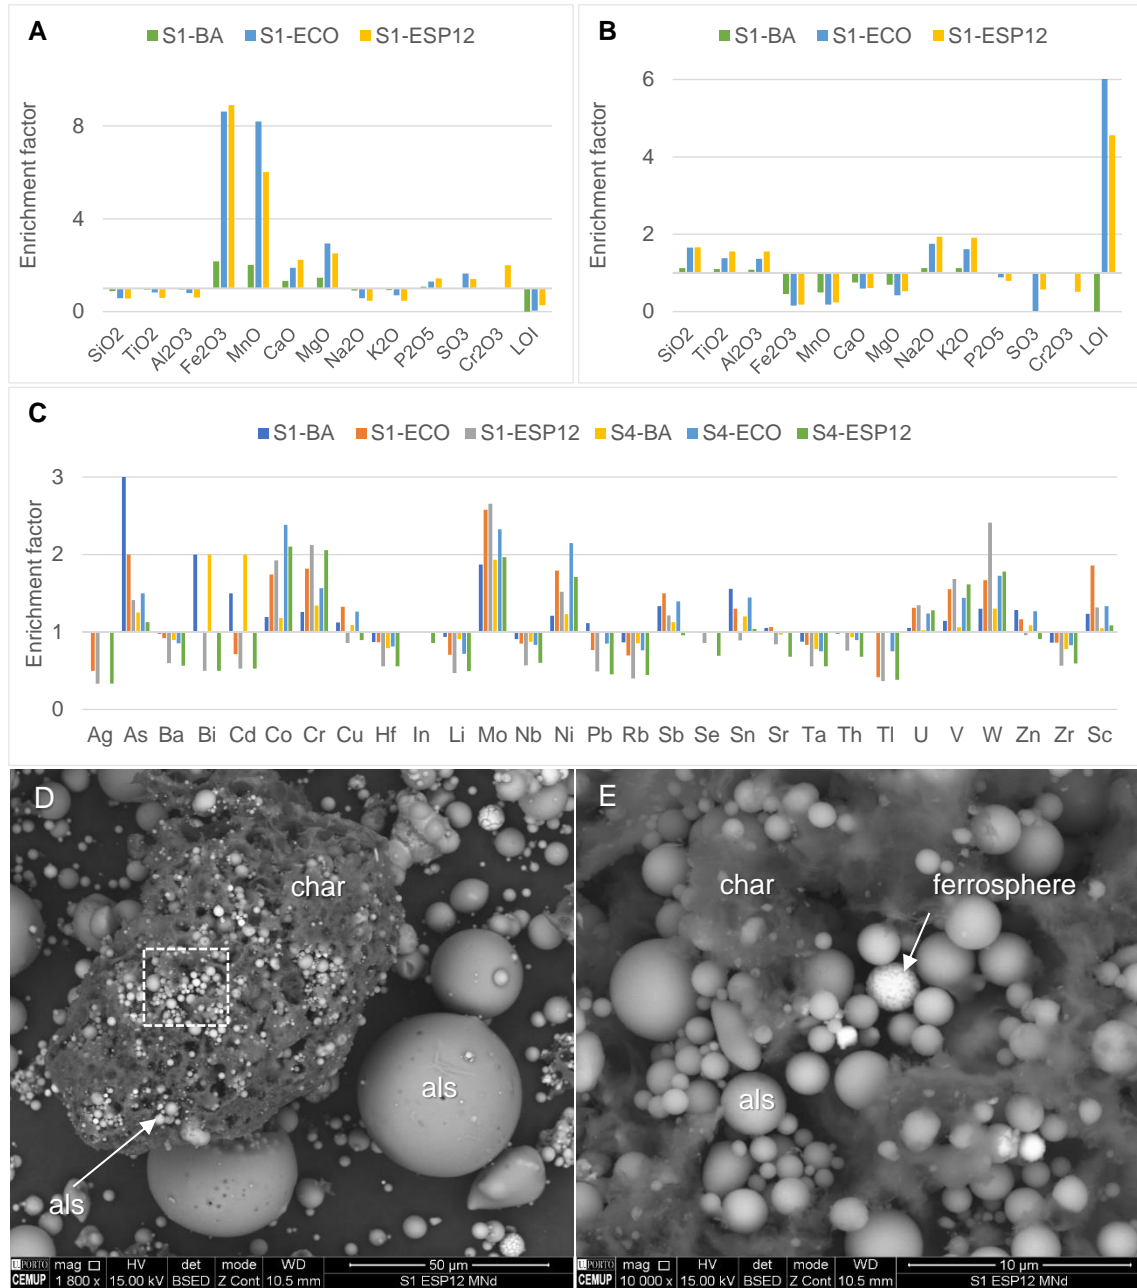 A
S1-BA S1-ECO S1-ESP12
Enrichment factor
8
4
0
SiO2 TiO2 Al2O3 Fe2O3 MnO CaO MgO Na2O K2O P2O5 SO3 Cr2O3 LOI
B
S1-BA S1-ECO S1-ESP12
Enrichment factor
6
4
2
0
SiO2 TiO2 Al2O3 Fe2O3 MnO CaO MgO Na2O K2O P2O5 SO3 Cr2O3 LOI
C
S1-BA S1-ECO S1-ESP12 S4-BA S4-ECO S4-ESP12
Enrichment factor
3
2
1
0
Ag As Ba Bi Cd Co Cr Cu Hf In Li Mo Nb Ni Pb Rb Sb Se Sn Sr Ta Th Tl U V W Zn Zr Sc
D
char
als
als
U.PORTO
CEMUP
mag HV det mode WD 50 µm
1 800 x 15.00 kV BSED Z Cont 10.5 mm S1 ESP12 MNd
E
char
ferrosphere
als
U.PORTO
CEMUP
mag HV det mode WD 10 µm
10 000 x 15.00 kV BSED Z Cont 10.5 mm S1 ESP12 MNd